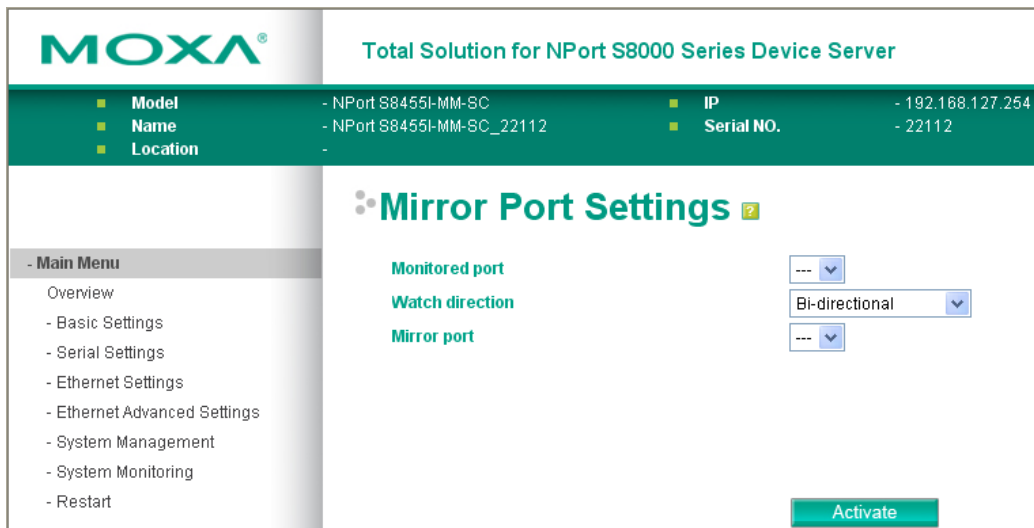 MOXA®
Total Solution for NPort S8000 Series Device Server
Model - NPort S8455I-MM-SC IP - 192.168.127.254
Name - NPort S8455I-MM-SC_22112 Serial NO. - 22112
Location -
Mirror Port Settings ?
- Main Menu
Overview
- Basic Settings
- Serial Settings
- Ethernet Settings
- Ethernet Advanced Settings
- System Management
- System Monitoring
- Restart
Monitored port ---
Watch direction Bi-directional
Mirror port ---
Activate